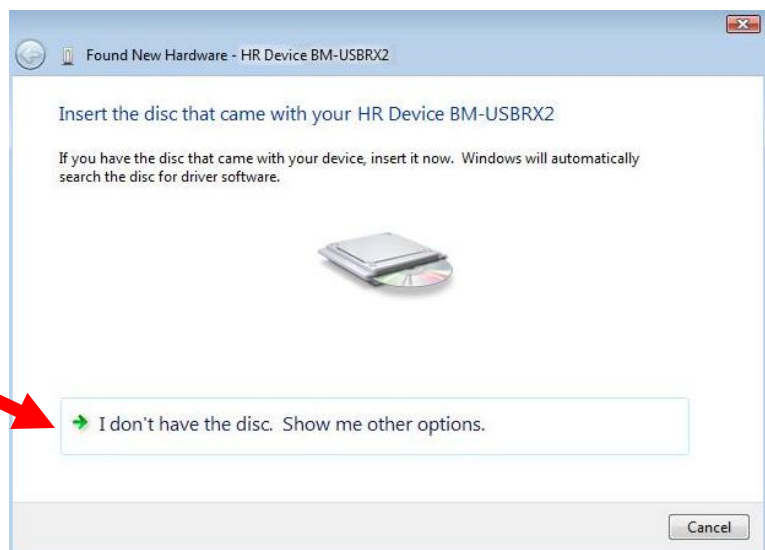 Found New Hardware - HR Device BM-USBRX2
Insert the disc that came with your HR Device BM-USBRX2
If you have the disc that came with your device, insert it now. Windows will automatically
search the disc for driver software.
I don't have the disc. Show me other options.
Cancel